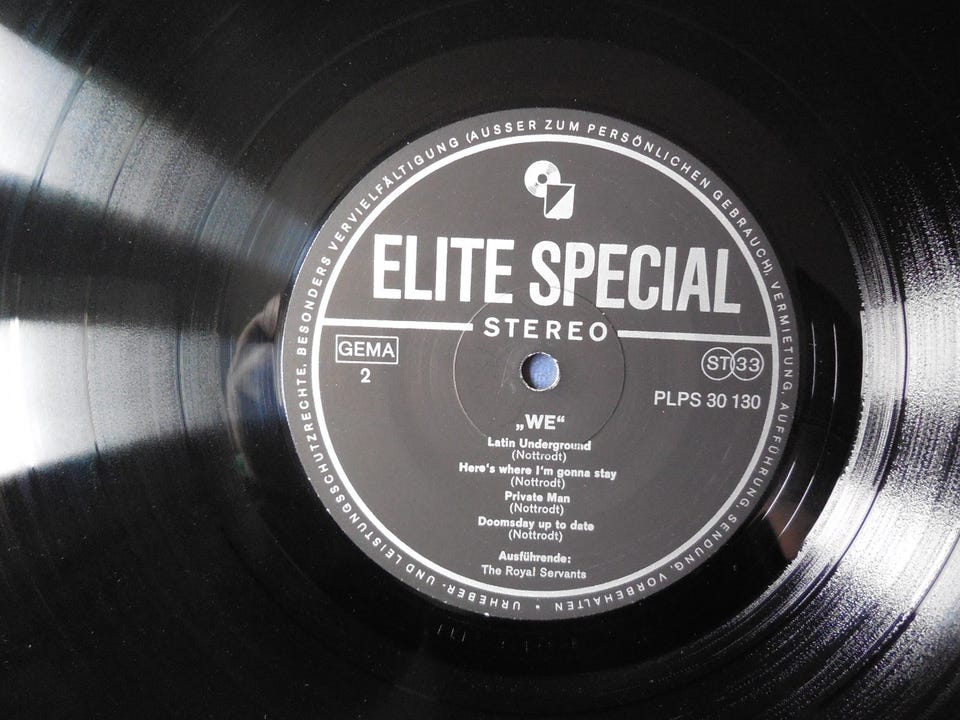 URHEBER- UND LEISTUNGSSCHUTZRECHTE, BESONDERS VERVIELFÄLTIGUNG (AUSSER ZUM PERSÖNLICHEN GEBRAUCH), VERMIETUNG, AUFFÜHRUNG, SENDUNG, VORBEHALTEN •
ELITE SPECIAL
STEREO
GEMA
2
ST 33
PLPS 30 130
„WE“
Latin Underground
(Nottrodt)
Here's where I'm gonna stay
(Nottrodt)
Private Man
(Nottrodt)
Doomsday up to date
(Nottrodt)
Ausführende:
The Royal Servants